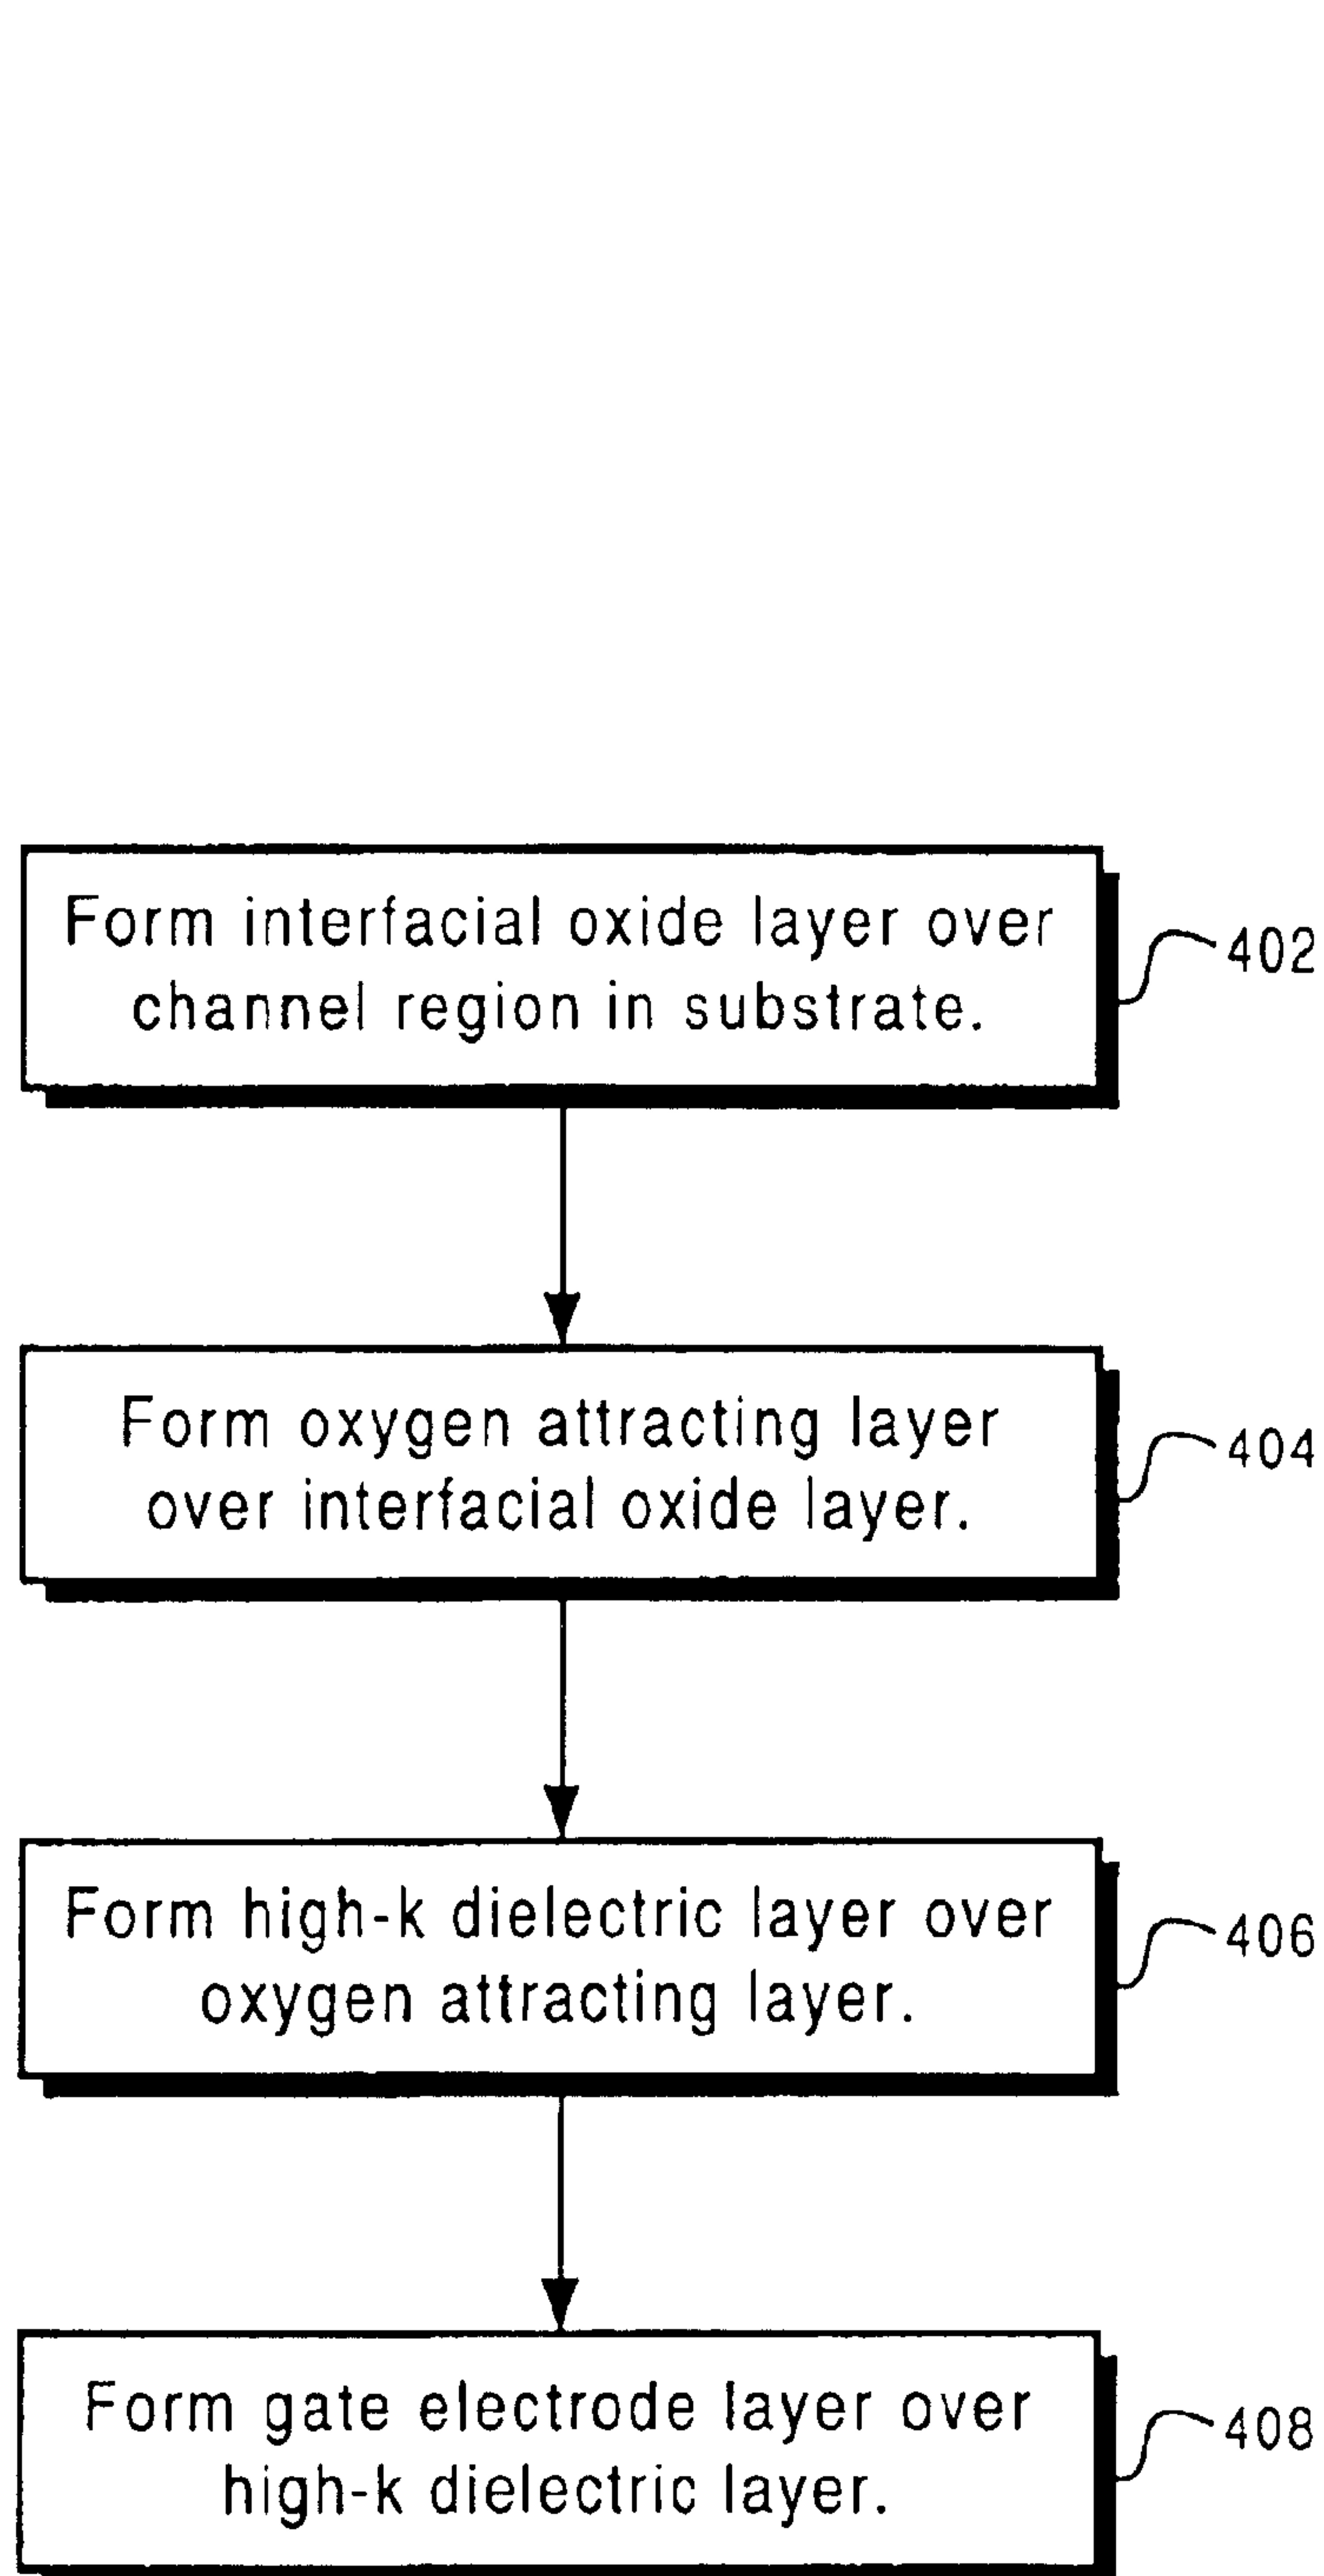 Form interfacial oxide layer over
channel region in substrate.
402
Form oxygen attracting layer
over interfacial oxide layer.
404
Form high-k dielectric layer over
oxygen attracting layer.
406
Form gate electrode layer over
high-k dielectric layer.
408